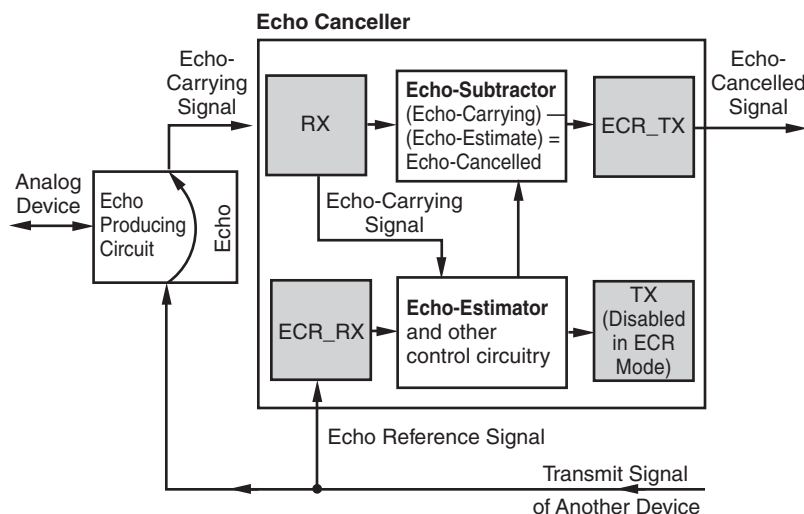 Echo Canceller
Echo-
Carrying
Signal
RX
Echo-Subtractor
(Echo-Carrying) —
(Echo-Estimate) =
Echo-Cancelled
ECR_TX
Echo-
Cancelled
Signal
Analog
Device
Echo
Producing
Circuit
Echo
Echo-Carrying
Signal
ECR_RX
Echo-Estimator
and other
control circuitry
TX
(Disabled
in ECR
Mode)
Echo Reference Signal
Transmit Signal
of Another Device